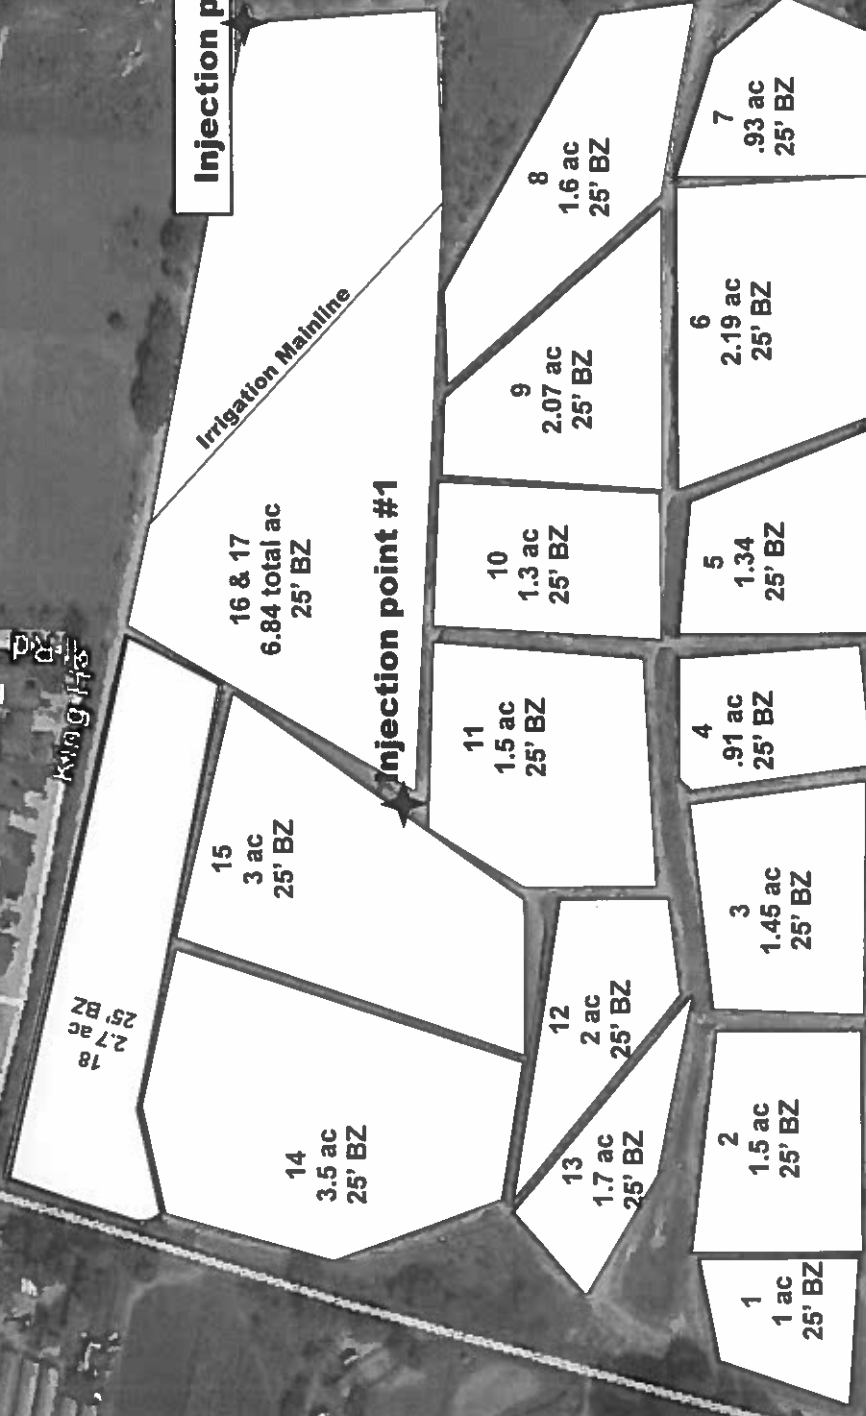 Injection p
Irrigation Mainline
16 & 17
6.84 total ac
25' BZ
Injection point #1
18
2.7 ac
25' BZ
15
3 ac
25' BZ
14
3.5 ac
25' BZ
13
1.7 ac
25' BZ
12
2 ac
25' BZ
11
1.5 ac
25' BZ
10
1.3 ac
25' BZ
9
2.07 ac
25' BZ
8
1.6 ac
25' BZ
7
.93 ac
25' BZ
6
2.19 ac
25' BZ
5
1.34
25' BZ
4
.91 ac
25' BZ
3
1.45 ac
25' BZ
2
1.5 ac
25' BZ
1
1 ac
25' BZ